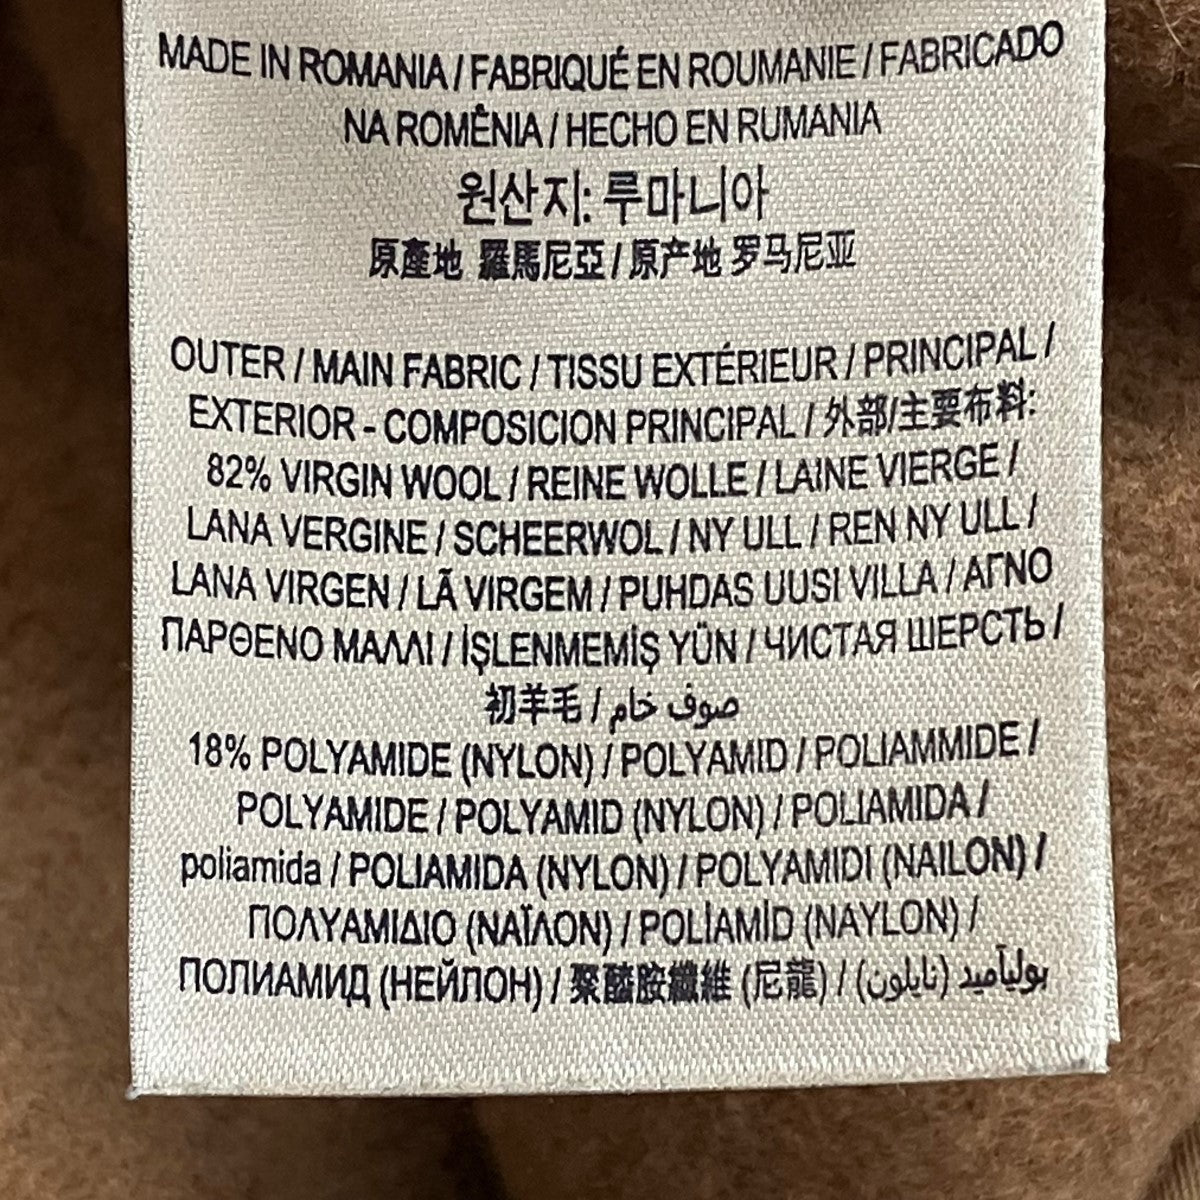 MADE IN ROMANIA / FABRIQUÉ EN ROUMANIE / FABRICADO
NA ROMÊNIA / HECHO EN RUMANIA
원산지: 루마니아
原產地 羅馬尼亞 / 原产地 罗马尼亚
OUTER / MAIN FABRIC / TISSU EXTÉRIEUR / PRINCIPAL /
EXTERIOR - COMPOSICION PRINCIPAL / 外部/主要布料:
82% VIRGIN WOOL / REINE WOLLE / LAINE VIERGE /
LANA VERGINE / SCHEERWOL / NY ULL / REN NY ULL /
LANA VIRGEN / LÃ VIRGEM / PUHDAS UUSI VILLA / ΑΓΝΟ
ΠΑΡΘΕΝΟ ΜΑΛΛΙ / İŞLENMEMİŞ YÜN / ЧИСТАЯ ШЕРСТЬ /
初羊毛 / صوف خام
18% POLYAMIDE (NYLON) / POLYAMID / POLIAMMIDE /
POLYAMIDE / POLYAMID (NYLON) / POLIAMIDA /
poliamida / POLIAMIDA (NYLON) / POLYAMIDI (NAILON) /
ΠΟΛΥΑΜΙΔΙΟ (ΝΑΪΛΟΝ) / POLİAMİD (NAYLON) /
ПОЛИАМИД (НЕЙЛОН) / 聚醯胺纖維 (尼龍) / بولیآمید (نایلون)